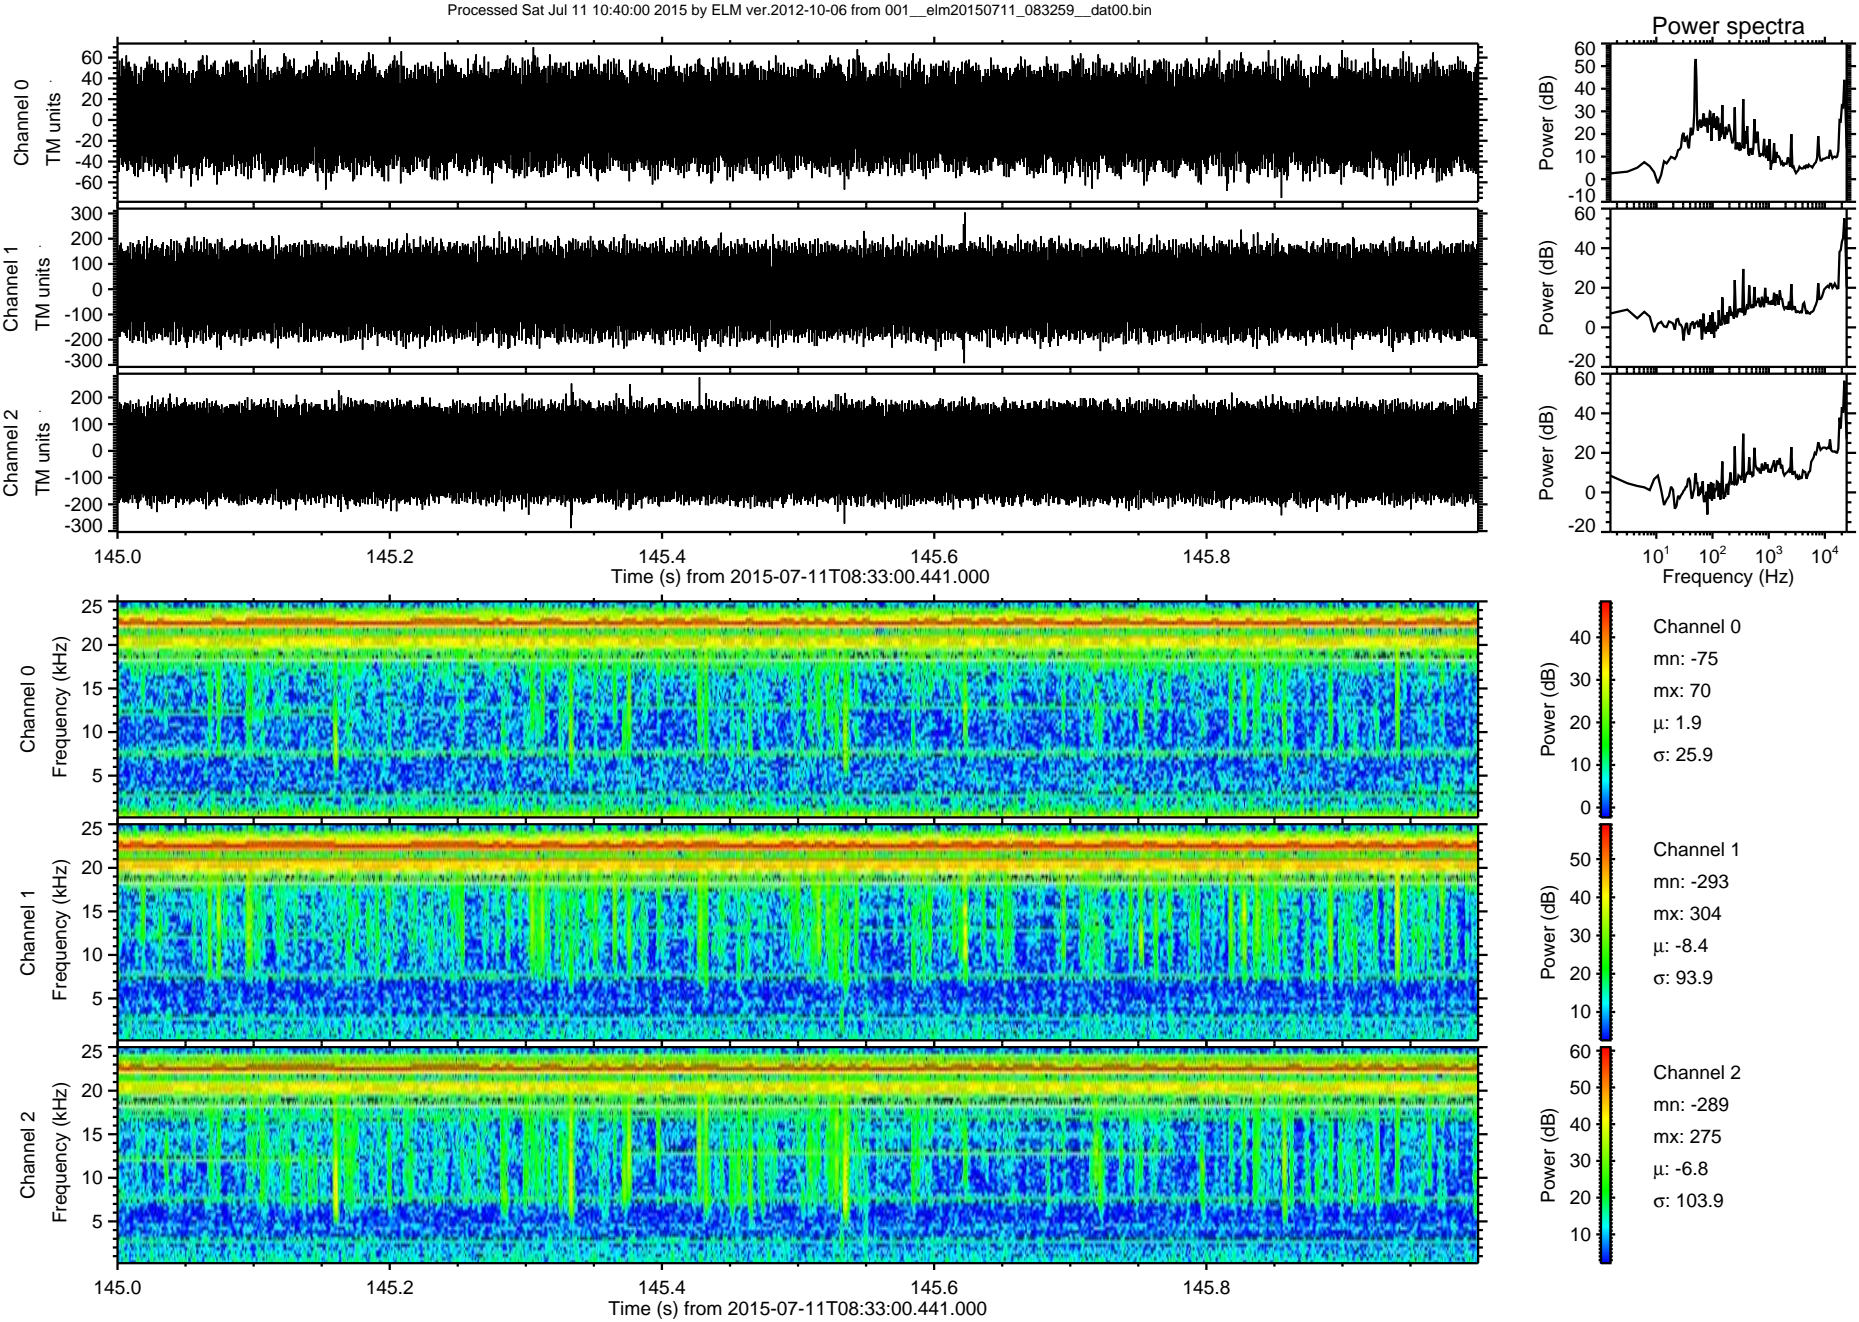 Processed Sat Jul 11 10:40:00 2015 by ELM ver.2012-10-06 from 001__elm20150711_083259__dat00.bin
Power spectra
Channel 0
TM units
60
40
20
0
-20
-40
-60
Power (dB)
60
50
40
30
20
10
0
-10
Channel 1
TM units
300
200
100
0
-100
-200
-300
Power (dB)
60
40
20
0
-20
Channel 2
TM units
200
100
0
-100
-200
-300
Power (dB)
60
40
20
0
-20
145.0 145.2 145.4 145.6 145.8
Time (s) from 2015-07-11T08:33:00.441.000
10^1 10^2 10^3 10^4
Frequency (Hz)
Channel 0
Frequency (kHz)
25
20
15
10
5
Power (dB)
40
30
20
10
0
Channel 0
mn: -75
mx: 70
μ: 1.9
σ: 25.9
Channel 1
Frequency (kHz)
25
20
15
10
5
Power (dB)
50
40
30
20
10
Channel 1
mn: -293
mx: 304
μ: -8.4
σ: 93.9
Channel 2
Frequency (kHz)
25
20
15
10
5
Power (dB)
60
50
40
30
20
10
Channel 2
mn: -289
mx: 275
μ: -6.8
σ: 103.9
145.0 145.2 145.4 145.6 145.8
Time (s) from 2015-07-11T08:33:00.441.000